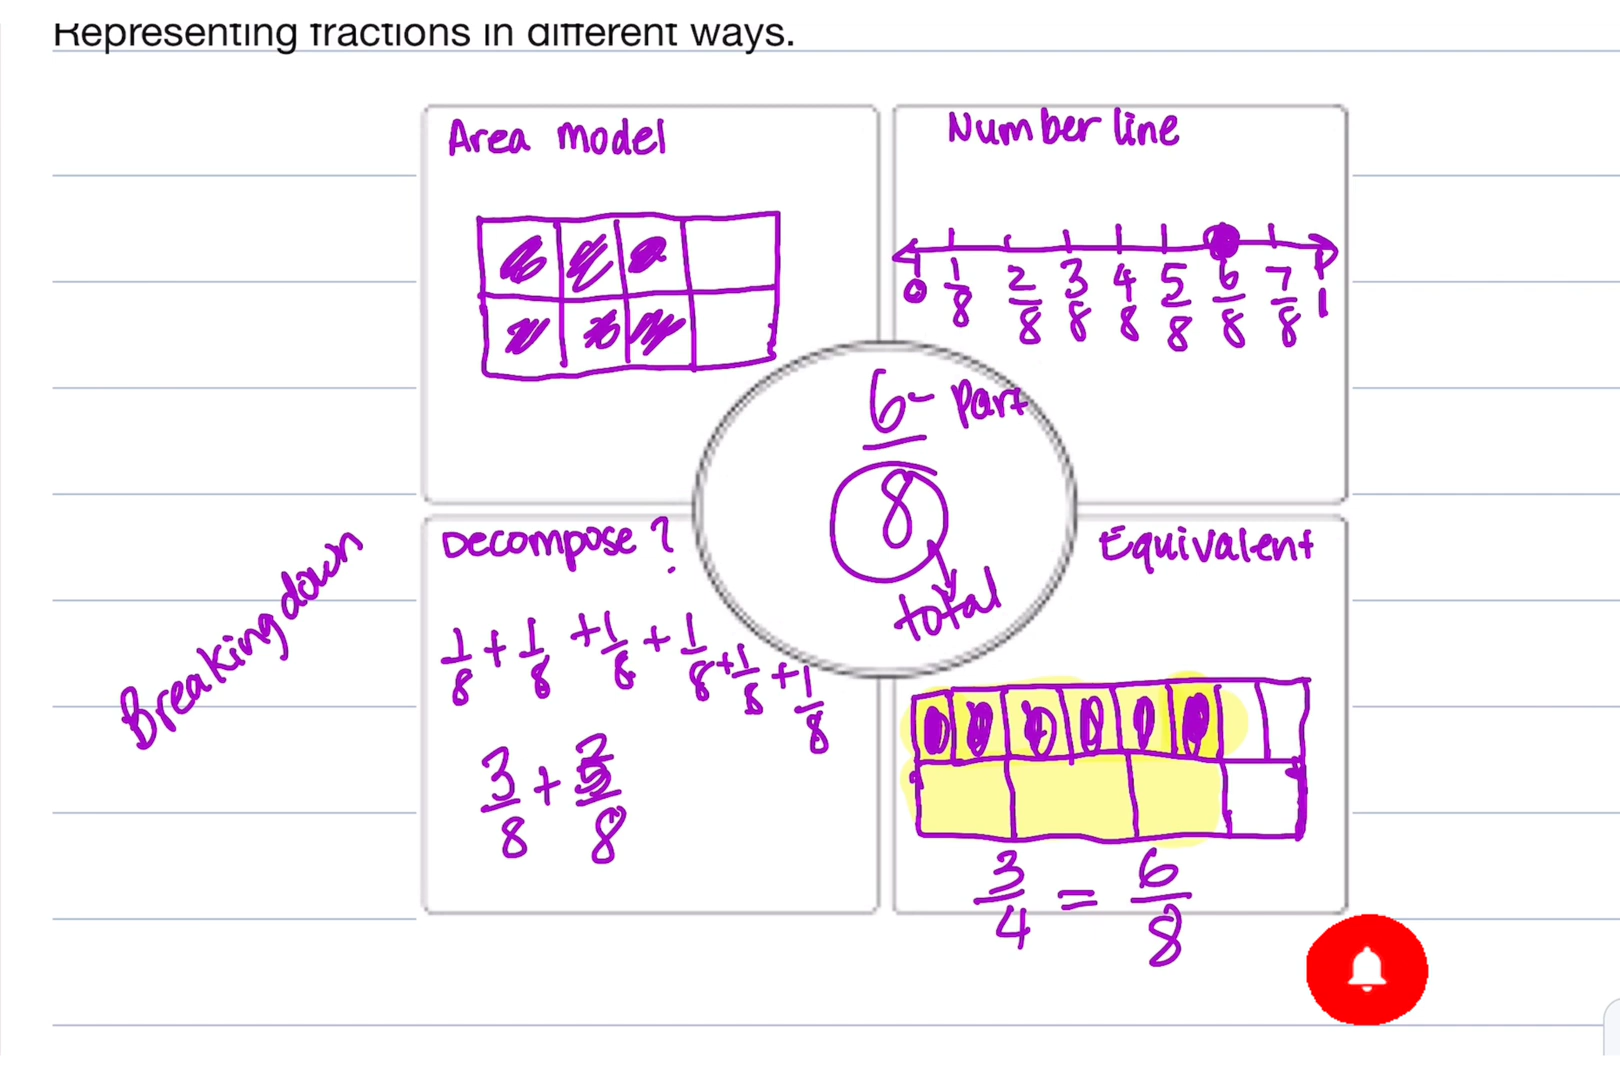 Representing fractions in different ways.
Area model
Number line
0 1/8 2/8 3/8 4/8 5/8 6/8 7/8 1
6/8
Part
total
Breaking down
Decompose?
1/8 + 1/8 + 1/8 + 1/8 + 1/8 + 1/8
3/8 + 3/8
Equivalent
3/4 = 6/8